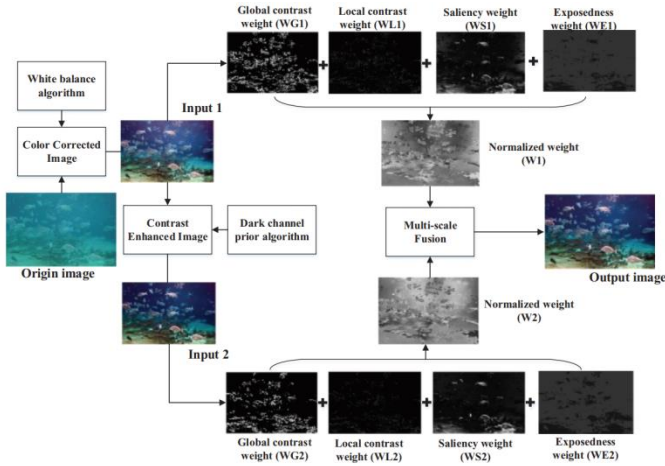 Global contrast
weight (WG1)
Local contrast
weight (WL1)
Saliency weight
(WS1)
Exposedness
weight (WE1)
White balance
algorithm
Input 1
Color Corrected
Image
Normalized weight
(W1)
Contrast
Enhanced Image
Dark channel
prior algorithm
Multi-scale
Fusion
Origin image
Output image
Normalized weight
(W2)
Input 2
Global contrast
weight (WG2)
Local contrast
weight (WL2)
Saliency weight
(WS2)
Exposedness
weight (WE2)